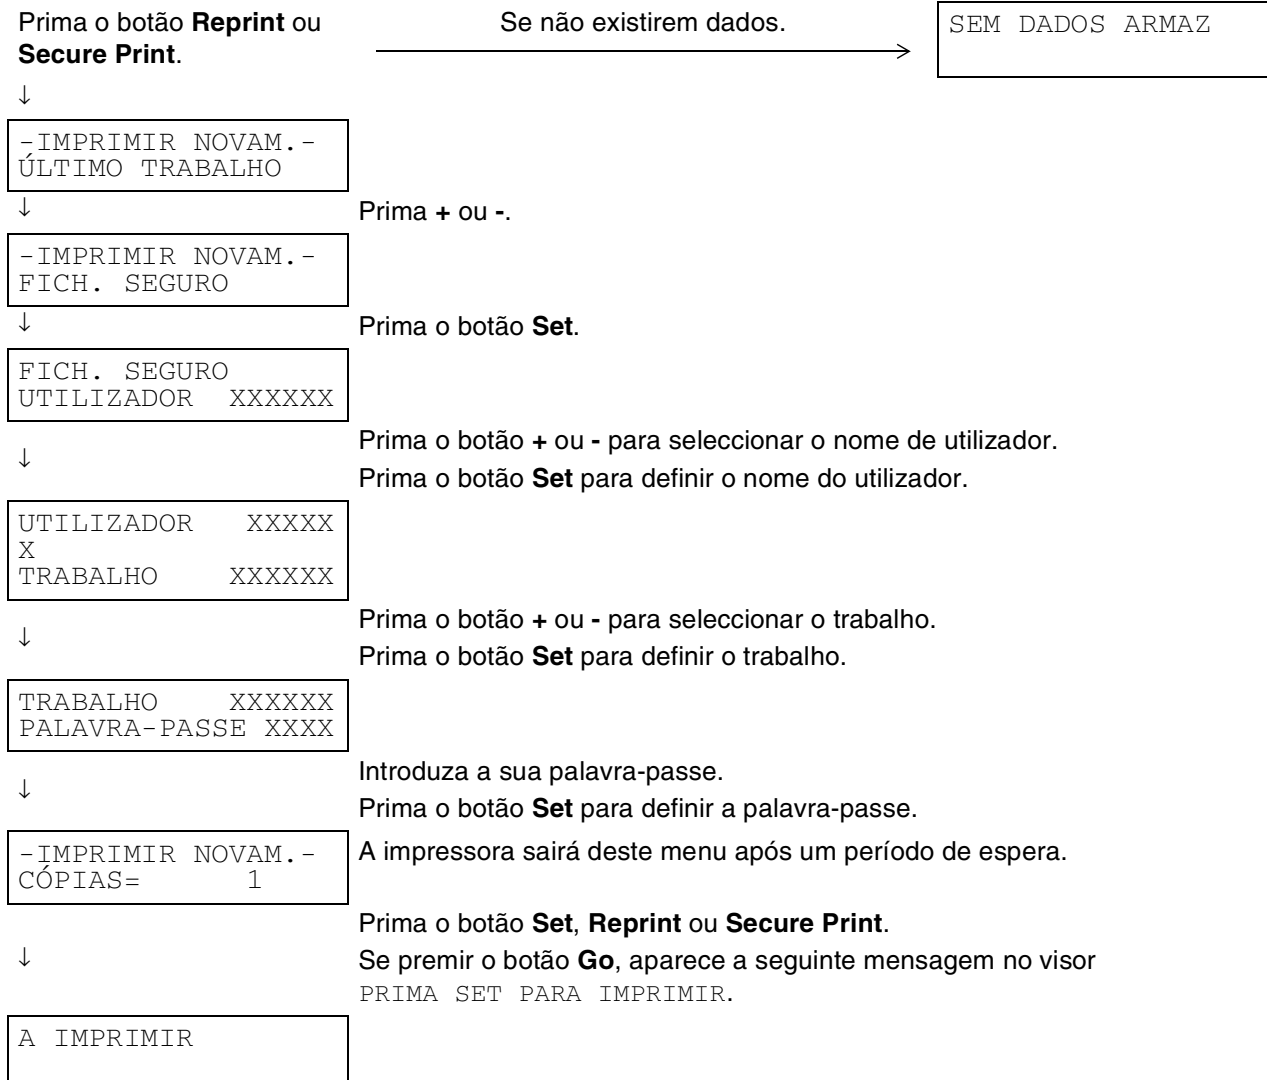 Prima o botão Reprint ou
Secure Print.
Se não existirem dados.
SEM DADOS ARMAZ
↓
-IMPRIMIR NOVAM.-
ÚLTIMO TRABALHO
↓
Prima + ou -.
-IMPRIMIR NOVAM.-
FICH. SEGURO
↓
Prima o botão Set.
FICH. SEGURO
UTILIZADOR XXXXXX
↓
Prima o botão + ou - para seleccionar o nome de utilizador.
Prima o botão Set para definir o nome do utilizador.
UTILIZADOR XXXXX
X
TRABALHO XXXXXX
↓
Prima o botão + ou - para seleccionar o trabalho.
Prima o botão Set para definir o trabalho.
TRABALHO XXXXXX
PALAVRA-PASSE XXXX
↓
Introduza a sua palavra-passe.
Prima o botão Set para definir a palavra-passe.
-IMPRIMIR NOVAM.-
CÓPIAS= 1
A impressora sairá deste menu após um período de espera.
↓
Prima o botão Set, Reprint ou Secure Print.
Se premir o botão Go, aparece a seguinte mensagem no visor
PRIMA SET PARA IMPRIMIR.
A IMPRIMIR